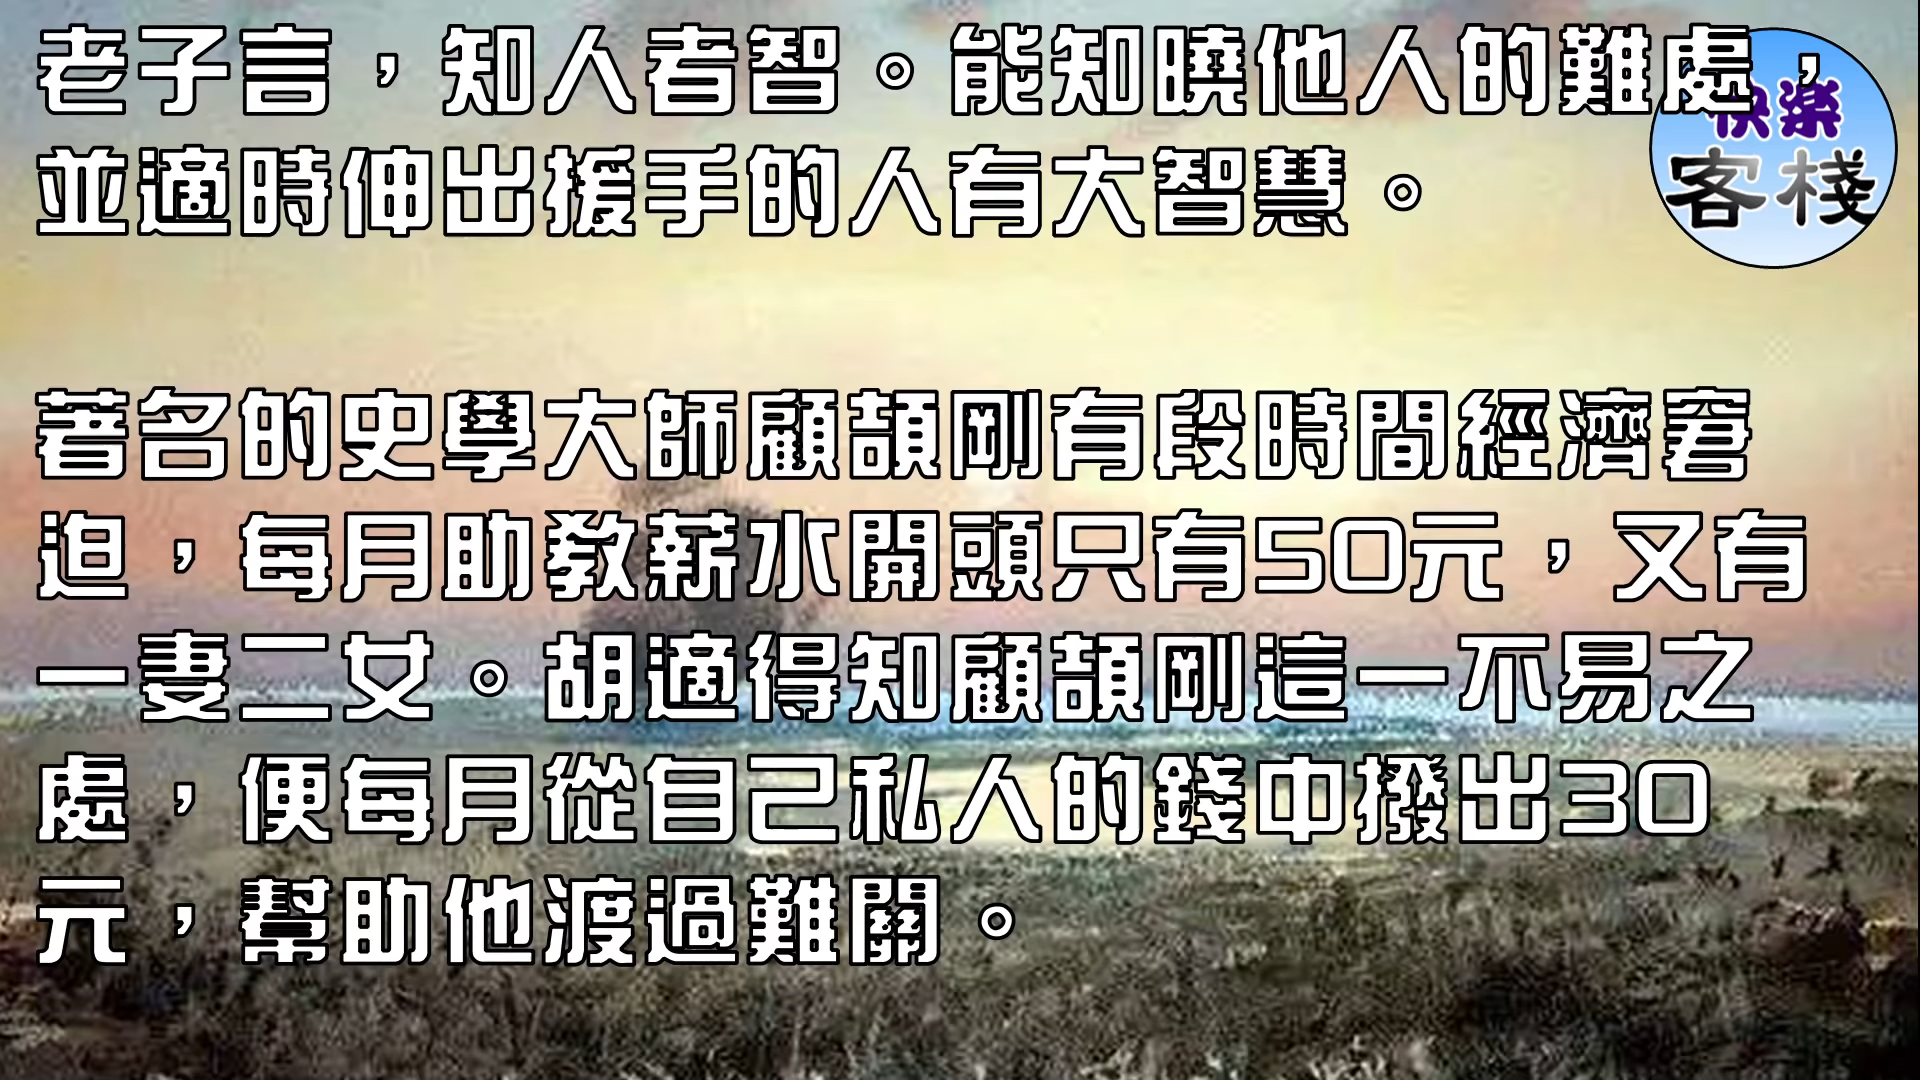 老子言，知人者智。能知曉他人的難處，
並適時伸出援手的人有大智慧。
快樂
客棧
著名的史學大師顧頡剛有段時間經濟窘
迫，每月助教薪水開頭只有50元，又有
一妻二女。胡適得知顧頡剛這一不易之
處，便每月從自己私人的錢中撥出30
元，幫助他渡過難關。